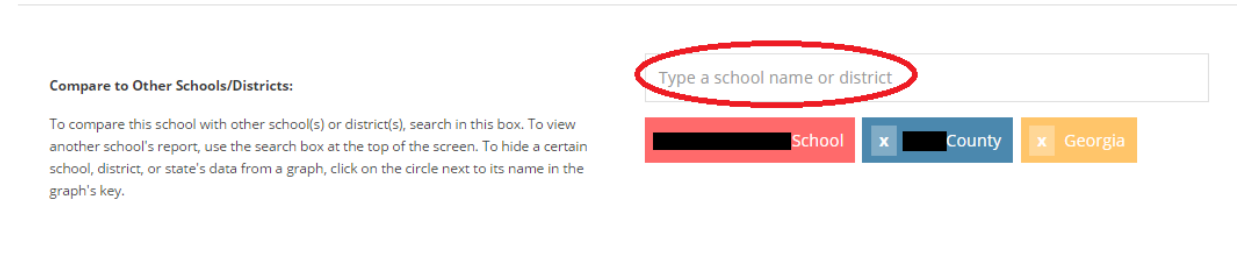 Type a school name or district
Compare to Other Schools/Districts:
To compare this school with other school(s) or district(s), search in this box. To view
another school's report, use the search box at the top of the screen. To hide a certain
school, district, or state's data from a graph, click on the circle next to its name in the
graph's key.
School x County x Georgia